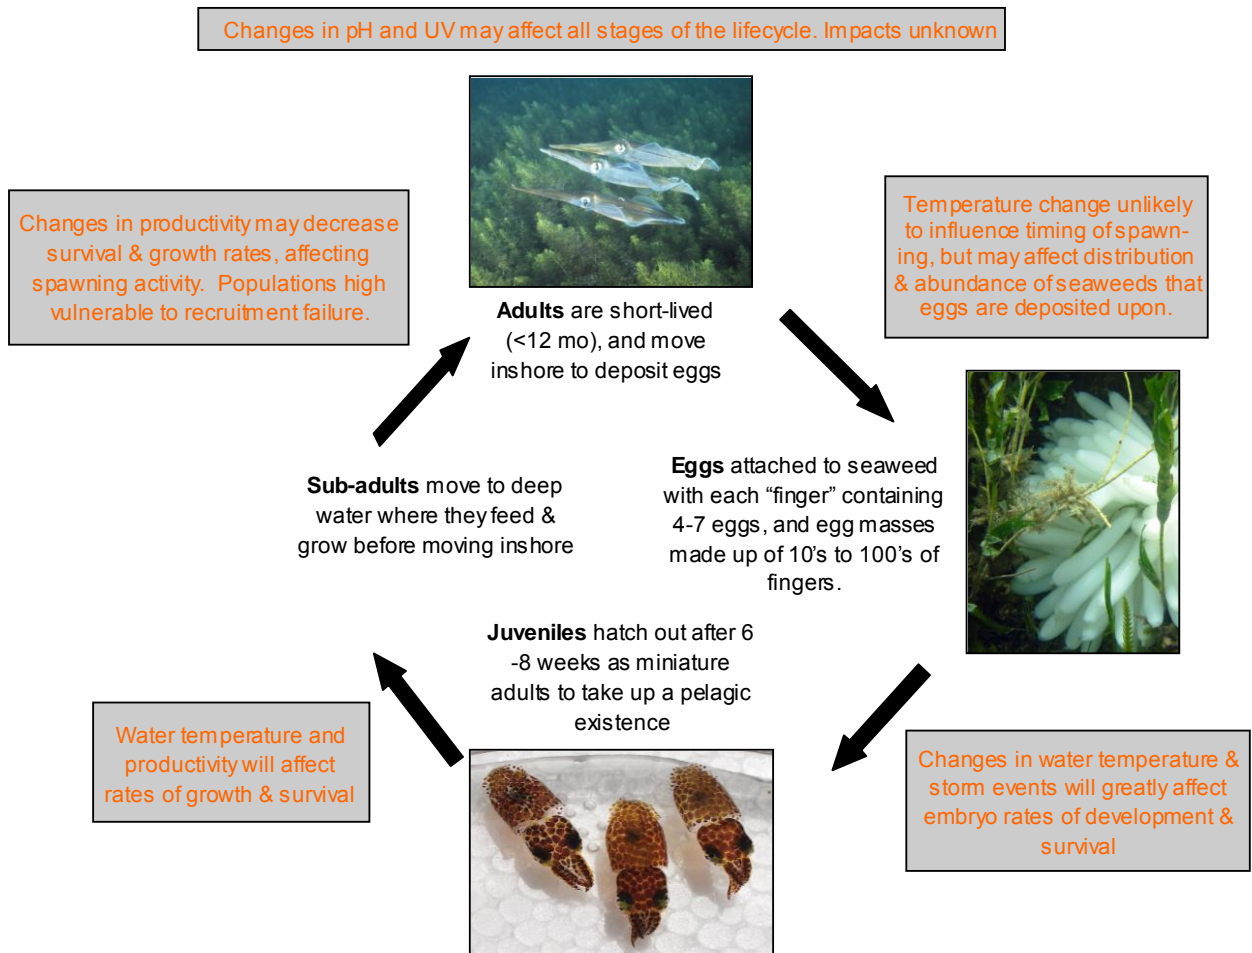 Changes in pH and UV may affect all stages of the lifecycle. Impacts unknown
Changes in productivity may decrease
survival & growth rates, affecting
spawning activity.  Populations high
vulnerable to recruitment failure.
Temperature change unlikely
to influence timing of spawn-
ing, but may affect distribution
& abundance of seaweeds that
eggs are deposited upon.
Adults are short-lived
(<12 mo), and move
inshore to deposit eggs
Sub-adults move to deep
water where they feed &
grow before moving inshore
Eggs attached to seaweed
with each “finger” containing
4-7 eggs, and egg masses
made up of 10’s to 100’s of
fingers.
Juveniles hatch out after 6
-8 weeks as miniature
adults to take up a pelagic
existence
Water temperature and
productivity will affect
rates of growth & survival
Changes in water temperature &
storm events will greatly affect
embryo rates of development &
survival